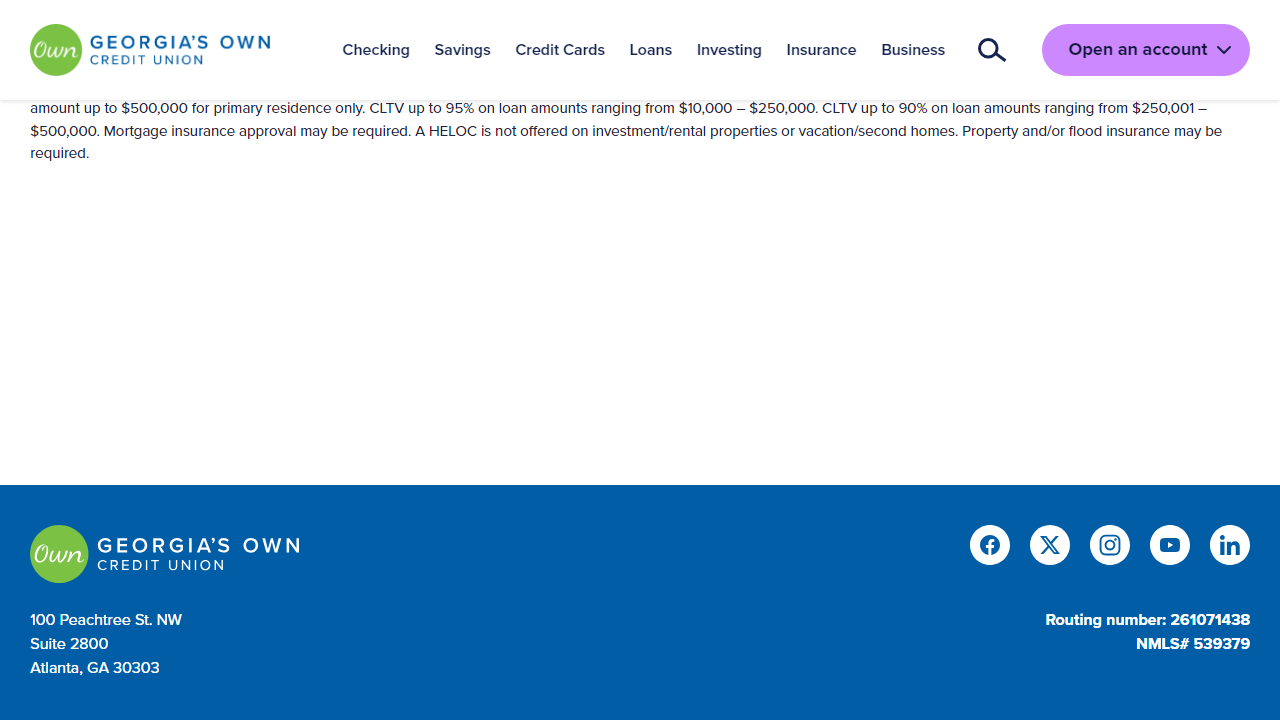 Own GEORGIA'S OWN
CREDIT UNION
Checking Savings Credit Cards Loans Investing Insurance Business
Open an account
amount up to $500,000 for primary residence only. CLTV up to 95% on loan amounts ranging from $10,000 – $250,000. CLTV up to 90% on loan amounts ranging from $250,001 –
$500,000. Mortgage insurance approval may be required. A HELOC is not offered on investment/rental properties or vacation/second homes. Property and/or flood insurance may be
required.
Own GEORGIA'S OWN
CREDIT UNION
100 Peachtree St. NW
Suite 2800
Atlanta, GA 30303
Routing number: 261071438
NMLS# 539379